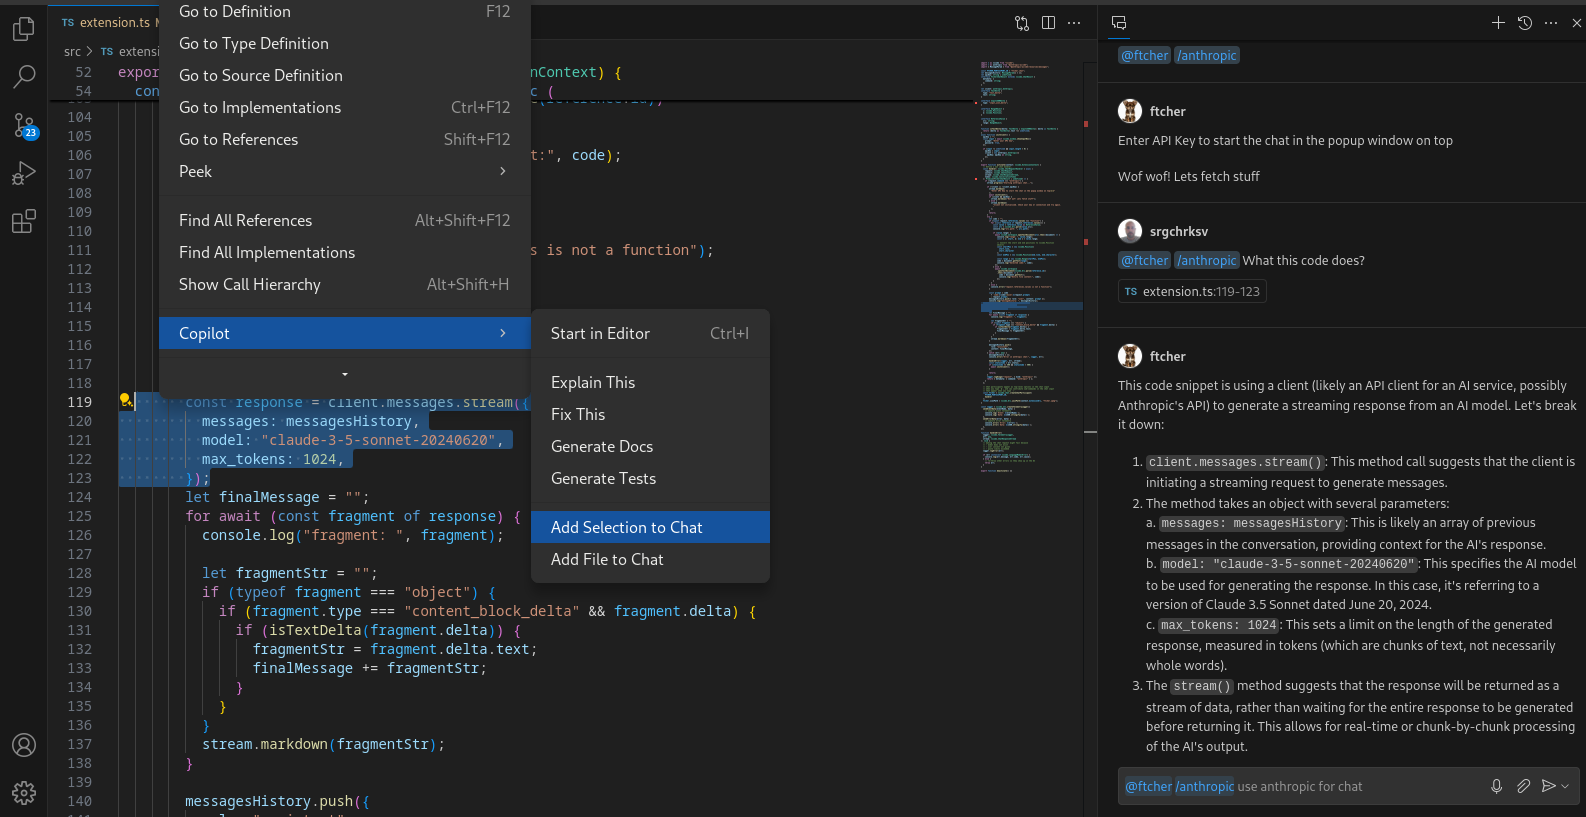 TS extension.ts
src > extensi
TS extensi
52 expor
nContext) {
54 con
c (
104
105
106
t:", code);
107
108
109
110
111
s is not a function");
112
113
114
115
116
117
118
119 const response = client.messages.stream({
120 messages: messagesHistory,
121 model: "claude-3-5-sonnet-20240620",
122 max_tokens: 1024,
123 });
124 let finalMessage = "";
125 for await (const fragment of response) {
126 console.log("fragment: ", fragment);
127
128 let fragmentStr = "";
129 if (typeof fragment === "object") {
130 if (fragment.type === "content_block_delta" && fragment.delta) {
131 if (isTextDelta(fragment.delta)) {
132 fragmentStr = fragment.delta.text;
133 finalMessage += fragmentStr;
134 }
135 }
136 }
137 stream.markdown(fragmentStr);
138 }
139
140 messagesHistory.push({
23
Go to Definition F12
Go to Type Definition
Go to Source Definition
Go to Implementations Ctrl+F12
Go to References Shift+F12
Peek >
Find All References Alt+Shift+F12
Find All Implementations
Show Call Hierarchy Alt+Shift+H
Copilot >
Start in Editor Ctrl+I
Explain This
Fix This
Generate Docs
Generate Tests
Add Selection to Chat
Add File to Chat
@ftcher /anthropic
ftcher
Enter API Key to start the chat in the popup window on top
Wof wof! Lets fetch stuff
srgchrksv
@ftcher /anthropic What this code does?
TS extension.ts:119-123
ftcher
This code snippet is using a client (likely an API client for an AI service, possibly
Anthropic's API) to generate a streaming response from an AI model. Let's break
it down:
1. client.messages.stream(): This method call suggests that the client is
initiating a streaming request to generate messages.
2. The method takes an object with several parameters:
a. messages: messagesHistory: This is likely an array of previous
messages in the conversation, providing context for the AI's response.
b. model: "claude-3-5-sonnet-20240620": This specifies the AI model
to be used for generating the response. In this case, it's referring to a
version of Claude 3.5 Sonnet dated June 20, 2024.
c. max_tokens: 1024: This sets a limit on the length of the generated
response, measured in tokens (which are chunks of text, not necessarily
whole words).
3. The stream() method suggests that the response will be returned as a
stream of data, rather than waiting for the entire response to be generated
before returning it. This allows for real-time or chunk-by-chunk processing
of the AI's output.
@ftcher /anthropic use anthropic for chat